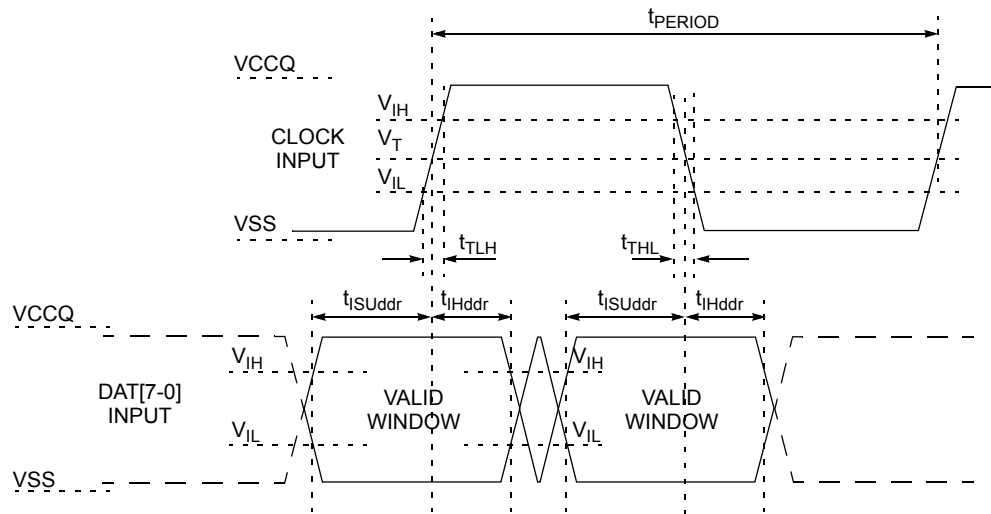 tPERIOD
VCCQ
VIH
CLOCK
INPUT
VT
VIL
VSS
tTLH
tTHL
VCCQ
tISUddr
tIHddr
tISUddr
tIHddr
VIH
VIH
DAT[7-0]
INPUT
VALID
WINDOW
VALID
WINDOW
VIL
VIL
VSS